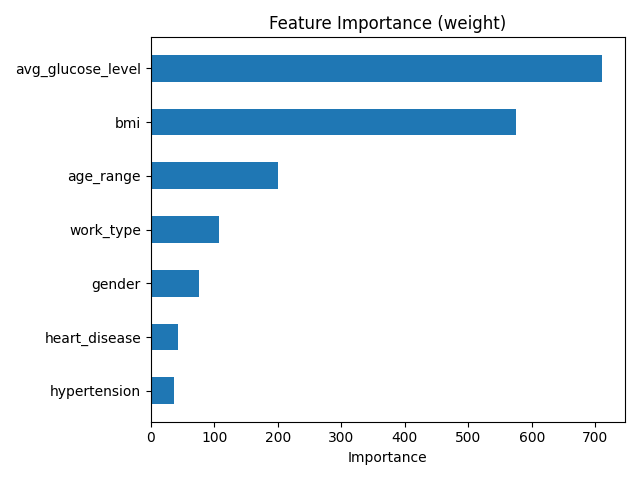 Feature Importance (weight)
avg_glucose_level
bmi
age_range
work_type
gender
heart_disease
hypertension
0 100 200 300 400 500 600 700
Importance